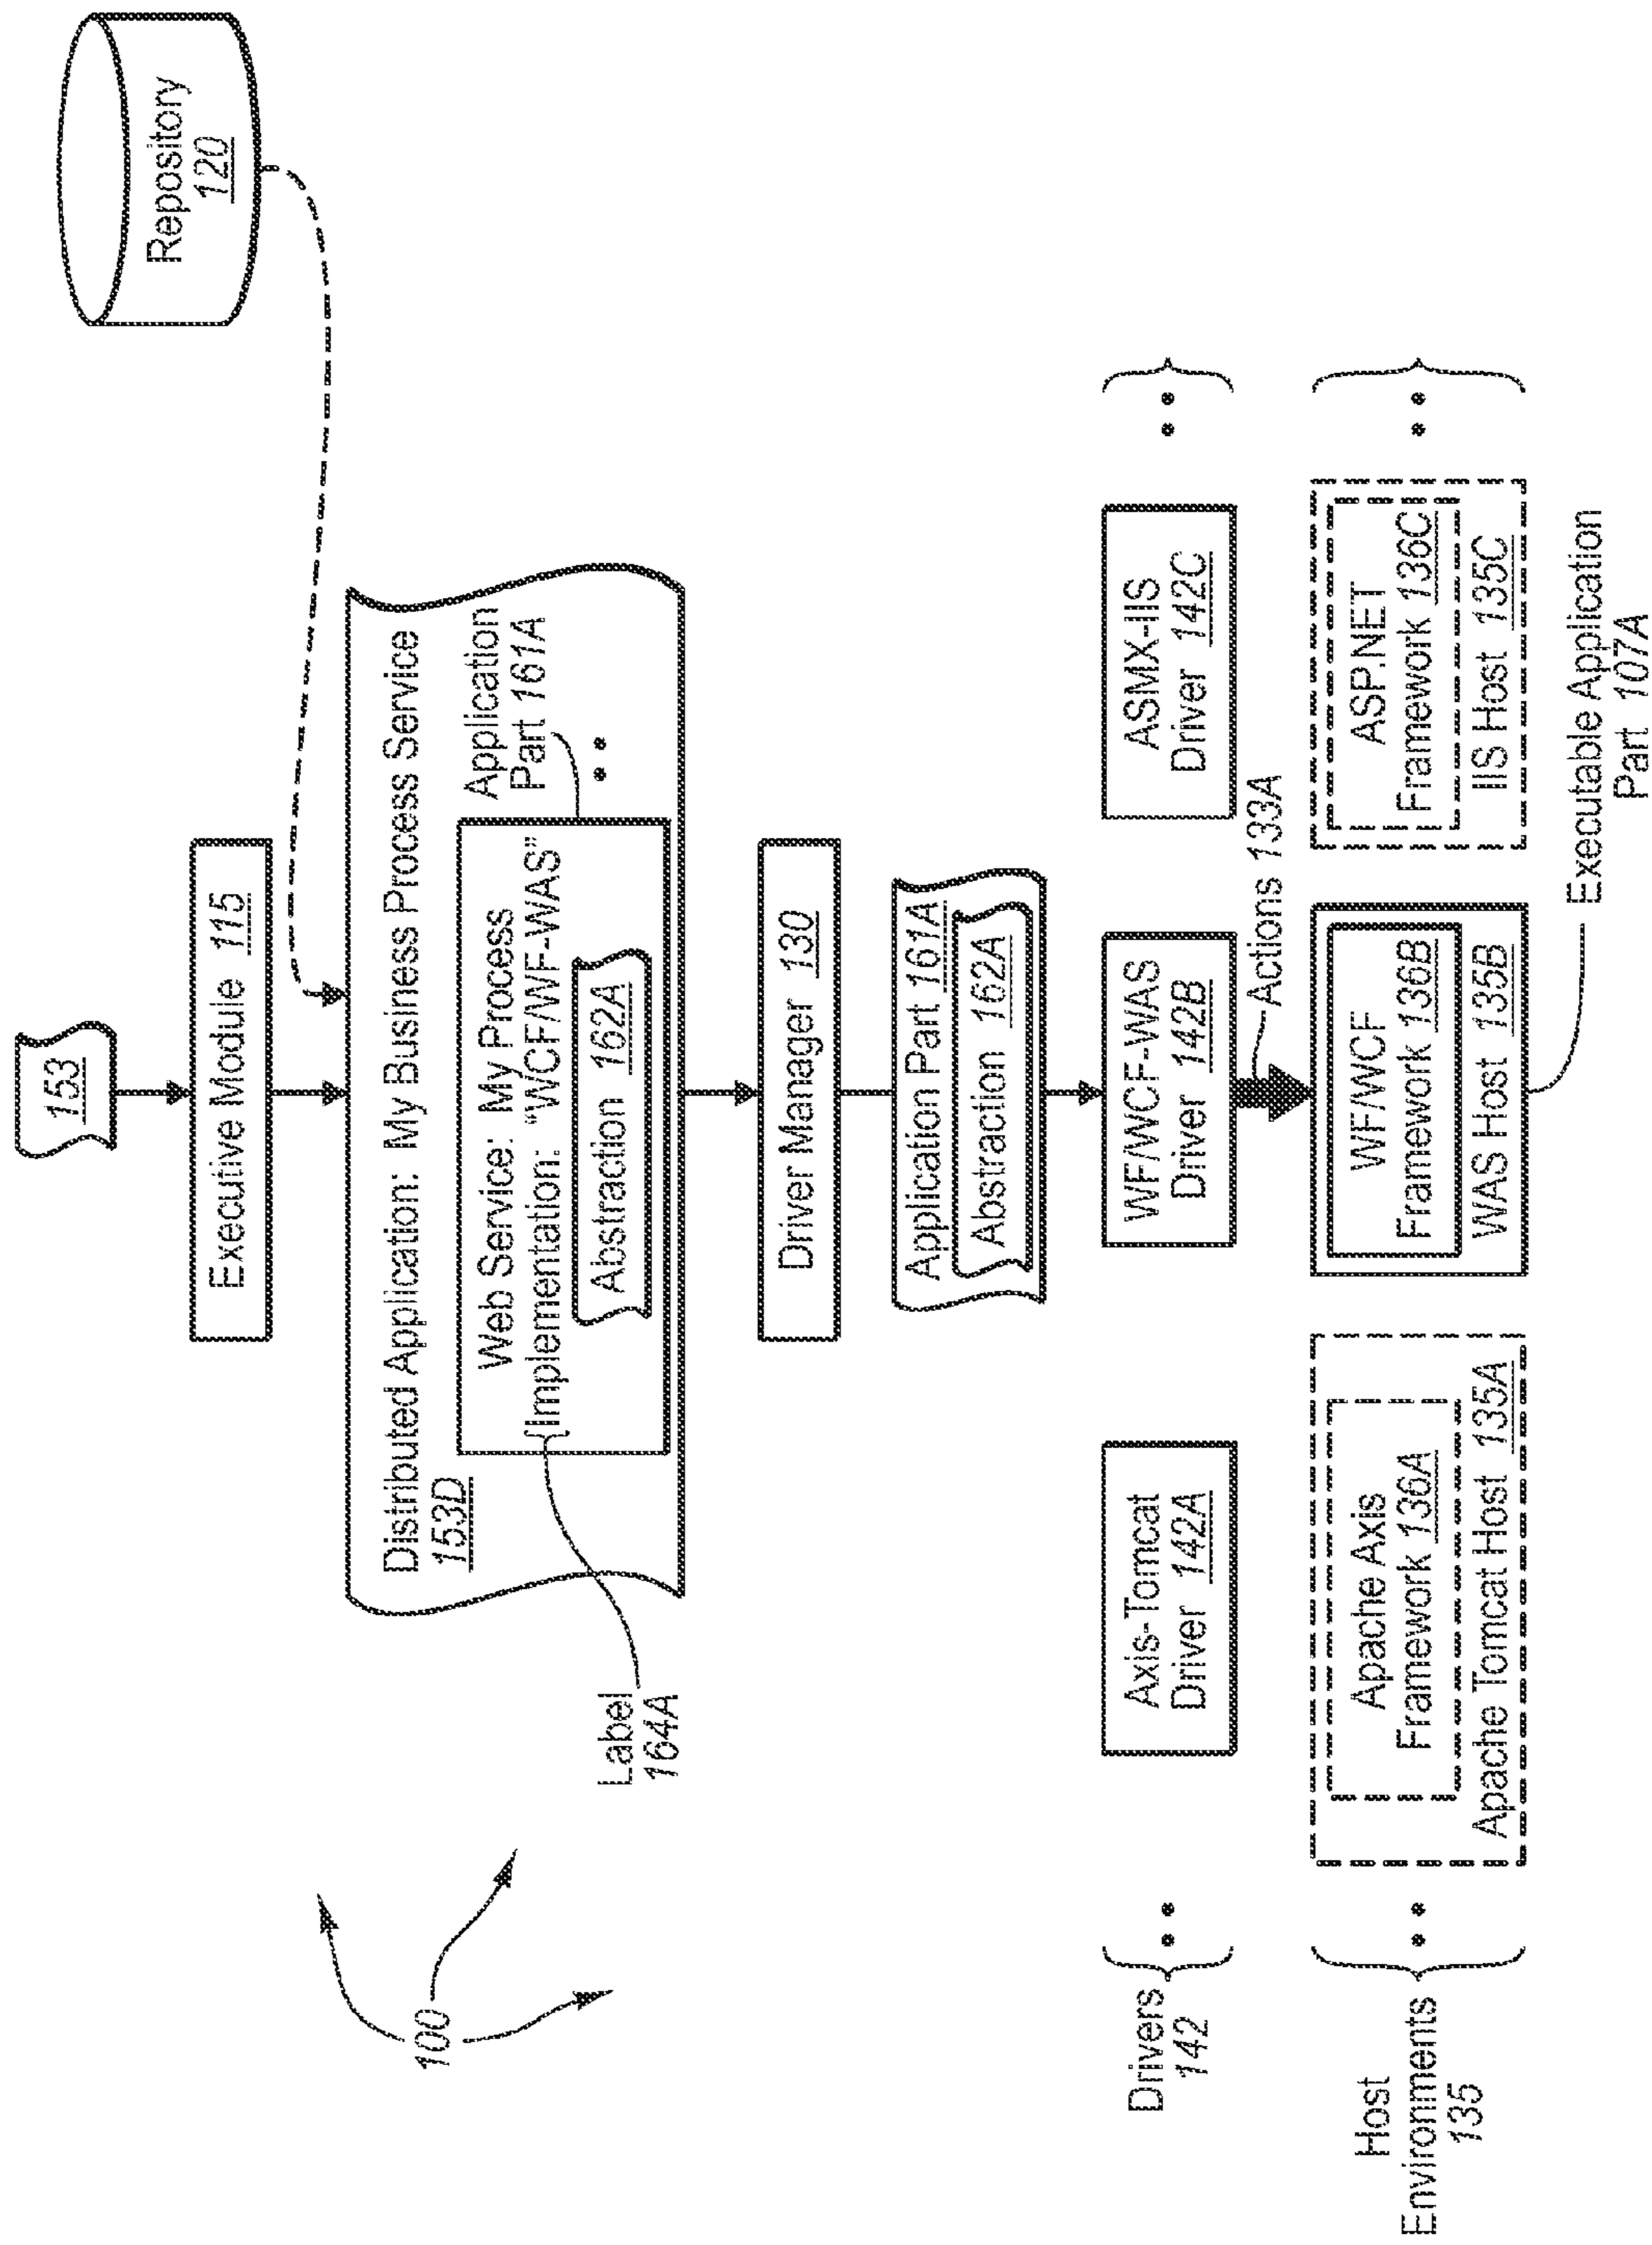 153
Repository
120
Executive Module 115
Distributed Application: My Business Process Service
153D
Web Service: My Process
Implementation: "WCF/WF-WAS"
Abstraction 162A
Application
Part 161A
Label
164A
100
Driver Manager 130
Application Part 161A
Abstraction 162A
Drivers
142
Axis-Tomcat
Driver 142A
WF/WCF-WAS
Driver 142B
ASMX-IIS
Driver 142C
Actions 133A
Host
Environments
135
Apache Axis
Framework 136A
Apache Tomcat Host 135A
WF/WCF
Framework 136B
WAS Host 135B
ASP.NET
Framework 136C
IIS Host 135C
Executable Application
Part 107A